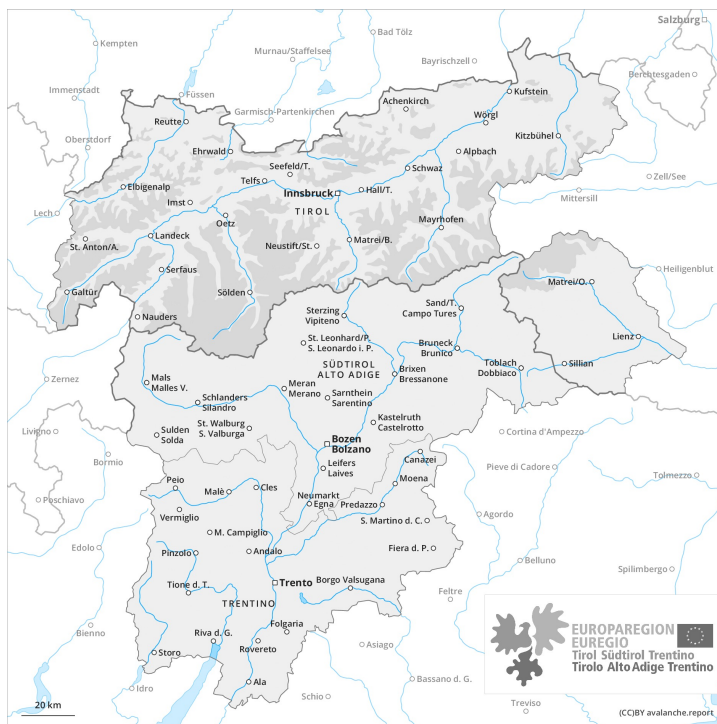 Salzburg
Kempten
Murnau/Staffelsee
Bad Tölz
Bayrischzell
Berchtesgaden
Immenstadt
Füssen
Garmisch-Partenkirchen
Achenkirch
Kufstein
Reutte
Wörgl
Oberstdorf
Ehrwald
Kitzbühel
Alpbach
Seefeld/T.
Telfs
Schwaz
Zell/See
Elbigenalp
Innsbruck
Hall/T.
Mittersill
Imst
TIROL
Lech
Oetz
Mayrhofen
St. Anton/A.
Landeck
Neustift/St.
Matrei/B.
Serfaus
Heiligenblut
Galtür
Sölden
Matrei/O.
Nauders
Sterzing
Vipiteno
Sand/T.
Campo Tures
St. Leonhard/P.
S. Leonardo i. P.
Lienz
Bruneck
Brunico
SÜDTIROL
ALTO ADIGE
Toblach
Dobbiaco
Sillian
Brixen
Bressanone
Zernez
Mals
Malles V.
Meran
Merano
Schlanders
Silandro
Sarnthein
Sarentino
Livigno
St. Walburg
S. Valburga
Kastelruth
Castelrotto
Sulden
Solda
Cortina d'Ampezzo
Bozen
Bolzano
Bormio
Canazei
Pieve di Cadore
Leifers
Laives
Tolmezzo
Peio
Malè
Cles
Moena
Poschiavo
Neumarkt
Egna
Predazzo
Vermiglio
Agordo
S. Martino d. C.
M. Campiglio
Edolo
Pinzolo
Andalo
Fiera d. P.
Belluno
Spilimbergo
Tione d. T.
Trento
Borgo Valsugana
Feltre
TRENTINO
Folgaria
Bienno
Riva d. G.
Rovereto
Asiago
Storo
Ala
Idro
Schio
Bassano d. G.
Treviso
EUROPAREGION
EUREGIO
Tirol Südtirol Trentino
Tirolo Alto Adige Trentino
20 km
(CC)BY avalanche.report